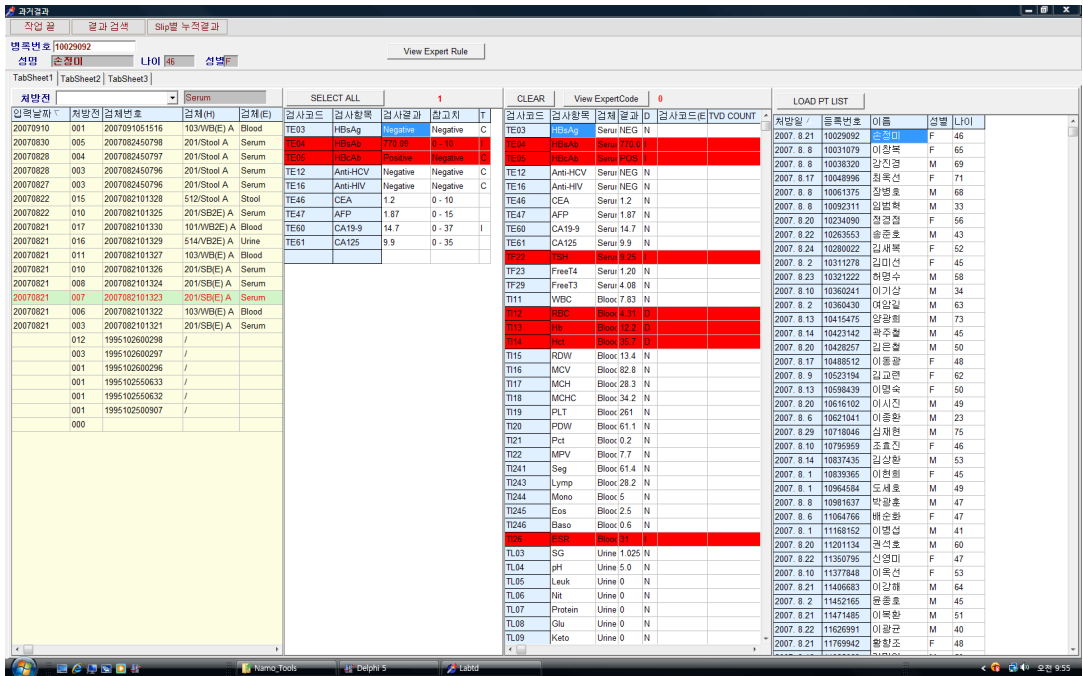 과거결과
작업 끝 결과 검색 Slip별 누적결과
병록번호 10029092
성명 손정미 나이 46 성별 F
View Expert Rule
TabSheet1 TabSheet2 TabSheet3
처방전 Serum
입력날짜 처방전 검체번호 검체(H) 검체(E)
20070910 001 2007091051516 103/WB(E) A Blood
20070830 005 2007082450798 201/Stool A Serum
20070828 004 2007082450797 201/Stool A Serum
20070828 003 2007082450796 201/Stool A Serum
20070827 003 2007082450796 201/Stool A Serum
20070822 015 2007082101328 512/Stool A Stool
20070822 010 2007082101325 201/SB2E) A Serum
20070821 017 2007082101330 101/WB2E) A Blood
20070821 016 2007082101329 514/VB2E) A Urine
20070821 011 2007082101327 103/WB(E) A Blood
20070821 010 2007082101326 201/SB(E) A Serum
20070821 008 2007082101324 201/SB(E) A Serum
20070821 007 2007082101323 201/SB(E) A Serum
20070821 006 2007082101322 103/WB(E) A Blood
20070821 003 2007082101321 201/SB(E) A Serum
012 1995102600298 /
003 1995102600297 /
001 1995102600296 /
001 1995102550633 /
001 1995102550632 /
001 1995102500907 /
000
SELECT ALL 1
검사코드 검사항목 검사결과 참고치 T
TE03 HBsAg Negative Negative C
TE04 HBsAb 770.09 0 - 10 I
TE05 HBcAb Positive Negative C
TE12 Anti-HCV Negative Negative C
TE16 Anti-HIV Negative Negative C
TE46 CEA 1.2 0 - 10
TE47 AFP 1.87 0 - 15
TE60 CA19-9 14.7 0 - 37 I
TE61 CA125 9.9 0 - 35
CLEAR View ExpertCode 0
검사코드 검사항목 검체 결과 D 검사코드(E TVD COUNT
TE03 HBsAg Serur NEG N
TE04 HBsAb Serur 770.0 I
TE05 HBcAb Serur POS I
TE12 Anti-HCV Serur NEG N
TE16 Anti-HIV Serur NEG N
TE46 CEA Serur 1.2 N
TE47 AFP Serur 1.87 N
TE60 CA19-9 Serur 14.7 N
TE61 CA125 Serur 9.9 N
TF22 TSH Serur 9.25 I
TF23 FreeT4 Serur 1.20 N
TF29 FreeT3 Serur 4.08 N
TI11 WBC Blooc 7.83 N
TI12 RBC Blooc 4.31 D
TI13 Hb Blooc 12.2 D
TI14 Hct Blooc 35.7 D
TI15 RDW Blooc 13.4 N
TI16 MCV Blooc 82.8 N
TI17 MCH Blooc 28.3 N
TI18 MCHC Blooc 34.2 N
TI19 PLT Blooc 261 N
TI20 PDW Blooc 61.1 N
TI21 Pct Blooc 0.2 N
TI22 MPV Blooc 7.7 N
TI241 Seg Blooc 61.4 N
TI243 Lymp Blooc 28.2 N
TI244 Mono Blooc 5 N
TI245 Eos Blooc 2.5 N
TI246 Baso Blooc 0.6 N
TI26 ESR Blooc 31 I
TL03 SG Urine 1.025 N
TL04 pH Urine 5.0 N
TL05 Leuk Urine 0 N
TL06 Nit Urine 0 N
TL07 Protein Urine 0 N
TL08 Glu Urine 0 N
TL09 Keto Urine 0 N
LOAD PT LIST
처방일 등록번호 이름 성별 나이
2007. 8.21 10029092 손정미 F 46
2007. 8. 8 10031079 이창복 F 65
2007. 8. 8 10038320 강진경 M 69
2007. 8.17 10048996 최옥선 F 71
2007. 8. 8 10061375 장병호 M 68
2007. 8. 8 10092311 임범혁 M 33
2007. 8.20 10234090 정경점 F 56
2007. 8.22 10263553 송준호 M 43
2007. 8.24 10280022 김새복 F 52
2007. 8. 2 10311278 김미선 F 45
2007. 8.23 10321222 허명수 M 58
2007. 8.10 10360241 이기상 M 34
2007. 8. 2 10360430 여암길 M 63
2007. 8.13 10415475 양광희 M 73
2007. 8.14 10423142 곽주철 M 45
2007. 8.20 10428257 김은철 M 50
2007. 8.17 10488512 이동광 F 48
2007. 8. 9 10523194 김교련 F 62
2007. 8.13 10598439 이명숙 F 50
2007. 8.20 10616102 이시진 M 49
2007. 8. 6 10621041 이종환 M 23
2007. 8.29 10718046 심재현 M 75
2007. 8.10 10795959 조효진 F 46
2007. 8.14 10837435 김상환 M 53
2007. 8. 1 10839365 이현희 F 45
2007. 8. 1 10964584 도세호 M 49
2007. 8. 8 10981637 박광훈 M 47
2007. 8. 6 11064766 배순화 F 47
2007. 8. 1 11168152 이병섭 M 41
2007. 8.20 11201134 권석호 M 60
2007. 8.22 11350795 신영미 F 47
2007. 8.10 11377848 이옥선 F 53
2007. 8.21 11406683 이강해 M 64
2007. 8. 2 11452165 윤종호 M 45
2007. 8.21 11471485 이복환 M 51
2007. 8.22 11626991 이광균 M 40
2007. 8.21 11769942 황향조 F 48
Namo_Tools Delphi 5 Labtd 오전 9:55